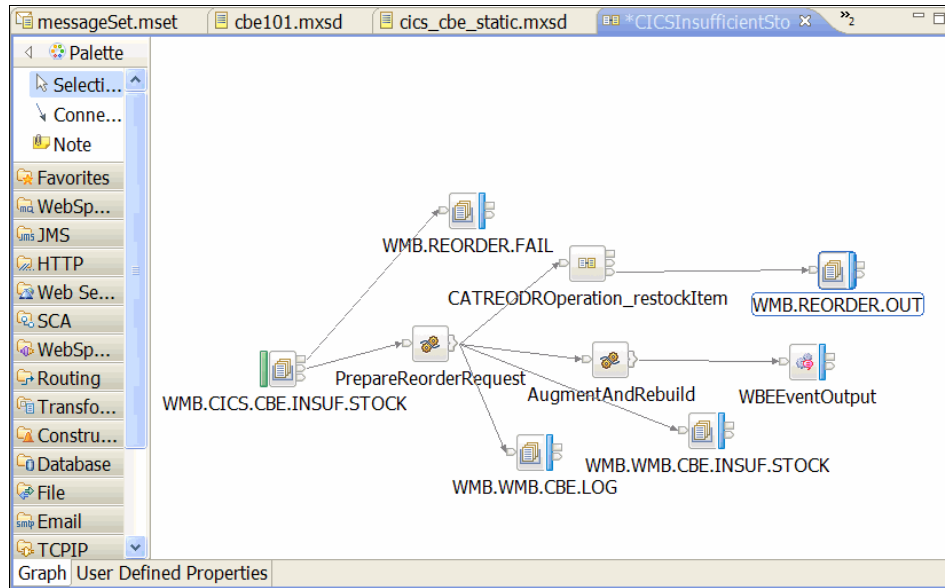 messageSet.mset
cbe101.mxsd
cics_cbe_static.mxsd
*CICSInsufficientSto
»2
Palette
Selecti...
Conne...
Note
Favorites
WebSp...
JMS
HTTP
Web Se...
SCA
WebSp...
Routing
Transfo...
Constru...
Database
File
Email
TCPIP
WMB.REORDER.FAIL
CATREODROperation_restockItem
WMB.REORDER.OUT
PrepareReorderRequest
WMB.CICS.CBE.INSUF.STOCK
AugmentAndRebuild
WBEEventOutput
WMB.WMB.CBE.INSUF.STOCK
WMB.WMB.CBE.LOG
Graph
User Defined Properties